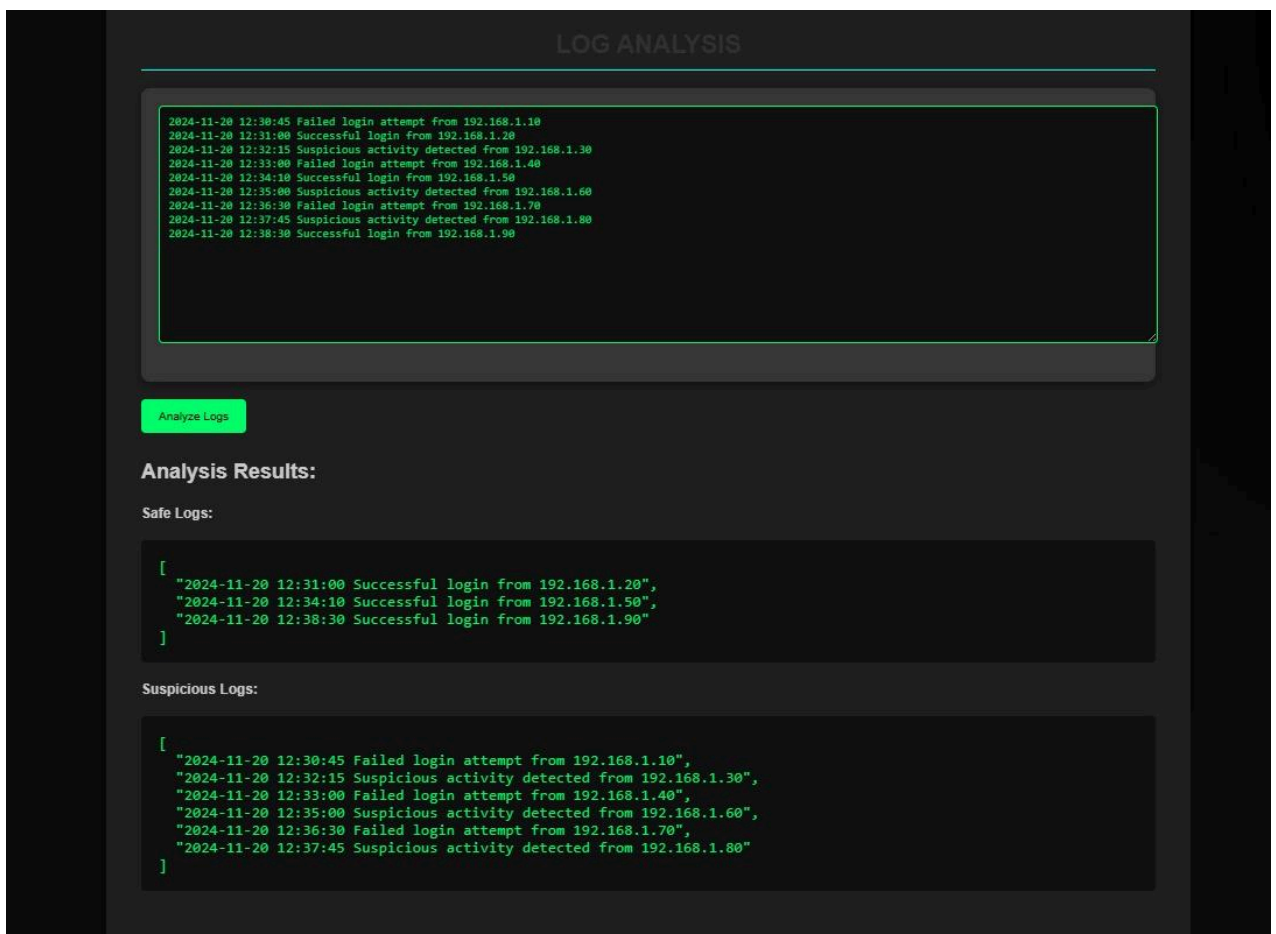 LOG ANALYSIS
2024-11-20 12:30:45 Failed login attempt from 192.168.1.10
2024-11-20 12:31:00 Successful login from 192.168.1.20
2024-11-20 12:32:15 Suspicious activity detected from 192.168.1.30
2024-11-20 12:33:00 Failed login attempt from 192.168.1.40
2024-11-20 12:34:10 Successful login from 192.168.1.50
2024-11-20 12:35:00 Suspicious activity detected from 192.168.1.60
2024-11-20 12:36:30 Failed login attempt from 192.168.1.70
2024-11-20 12:37:45 Suspicious activity detected from 192.168.1.80
2024-11-20 12:38:30 Successful login from 192.168.1.90
Analyze Logs
Analysis Results:
Safe Logs:
[
  "2024-11-20 12:31:00 Successful login from 192.168.1.20",
  "2024-11-20 12:34:10 Successful login from 192.168.1.50",
  "2024-11-20 12:38:30 Successful login from 192.168.1.90"
]
Suspicious Logs:
[
  "2024-11-20 12:30:45 Failed login attempt from 192.168.1.10",
  "2024-11-20 12:32:15 Suspicious activity detected from 192.168.1.30",
  "2024-11-20 12:33:00 Failed login attempt from 192.168.1.40",
  "2024-11-20 12:35:00 Suspicious activity detected from 192.168.1.60",
  "2024-11-20 12:36:30 Failed login attempt from 192.168.1.70",
  "2024-11-20 12:37:45 Suspicious activity detected from 192.168.1.80"
]